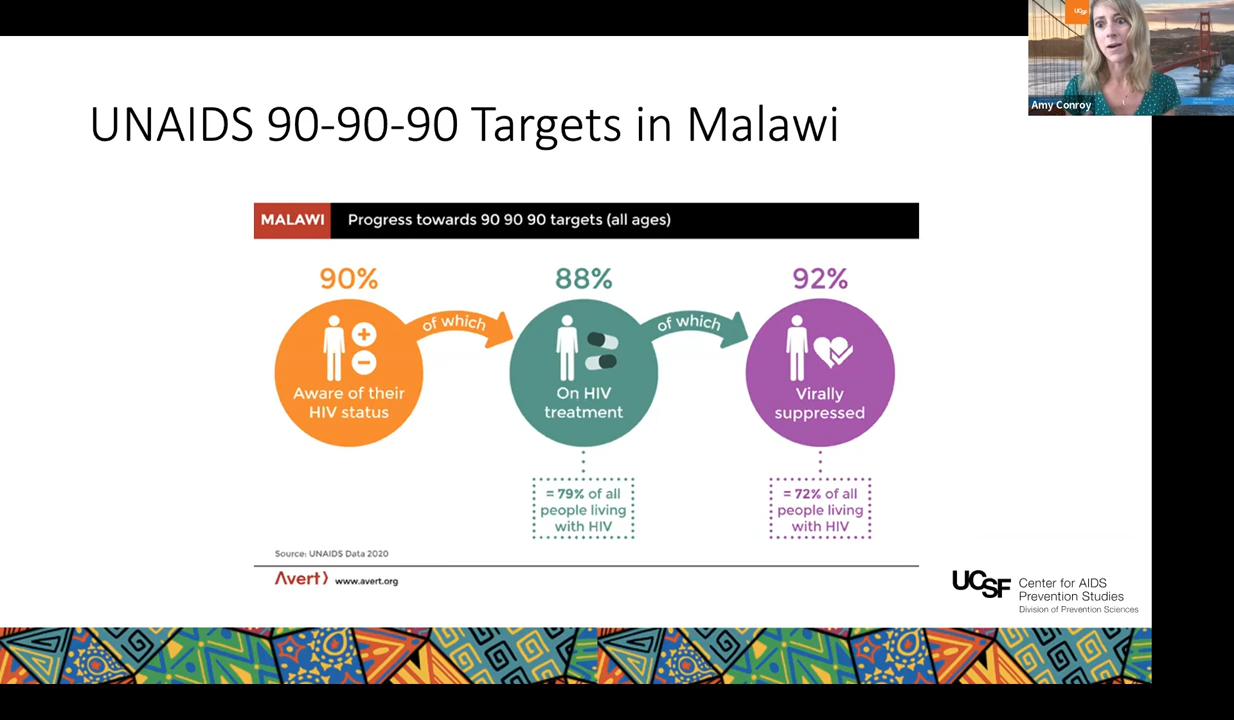 UCSF
Amy Conroy
UNAIDS 90-90-90 Targets in Malawi
MALAWI Progress towards 90 90 90 targets (all ages)
90% 88% 92%
of which of which
Aware of their
HIV status
On HIV
treatment
Virally
suppressed
= 79% of all
people living
with HIV
= 72% of all
people living
with HIV
Source: UNAIDS Data 2020
Avert www.avert.org
UCSF Center for AIDS
Prevention Studies
Division of Prevention Sciences